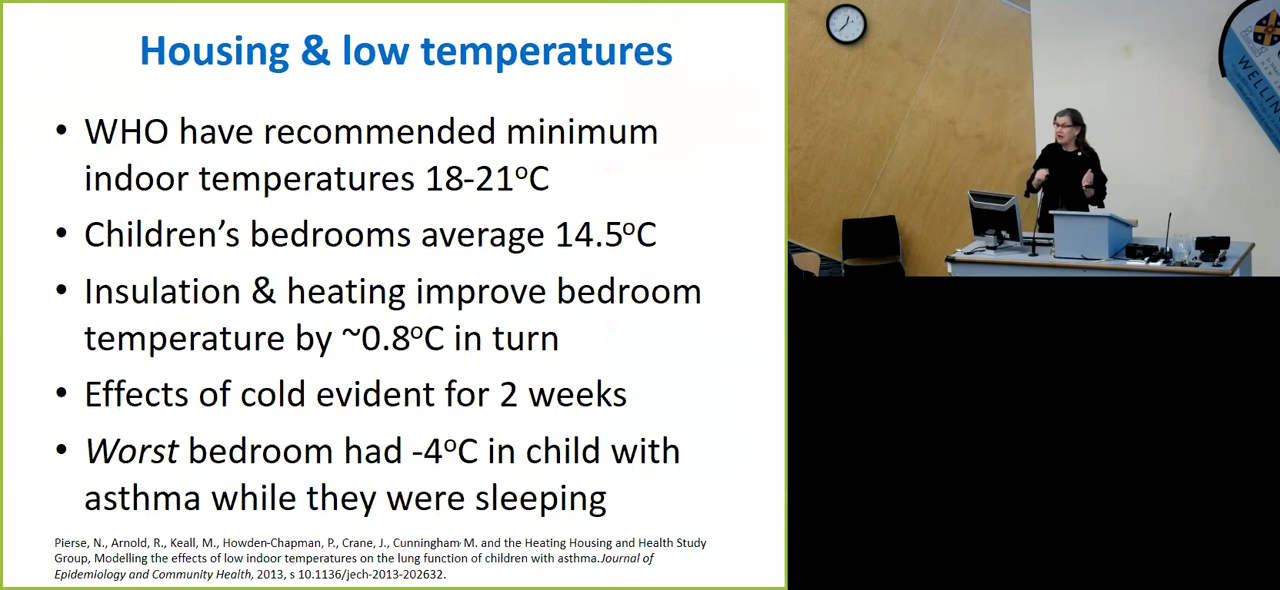 Housing & low temperatures
• WHO have recommended minimum
indoor temperatures 18-21ºC
• Children’s bedrooms average 14.5ºC
• Insulation & heating improve bedroom
temperature by ~0.8ºC in turn
• Effects of cold evident for 2 weeks
• Worst bedroom had -4ºC in child with
asthma while they were sleeping
Pierse, N., Arnold, R., Keall, M., Howden-Chapman, P., Crane, J., Cunningham, M. and the Heating Housing and Health Study
Group, Modelling the effects of low indoor temperatures on the lung function of children with asthma.Journal of
Epidemiology and Community Health, 2013, s 10.1136/jech-2013-202632.
WELLIN